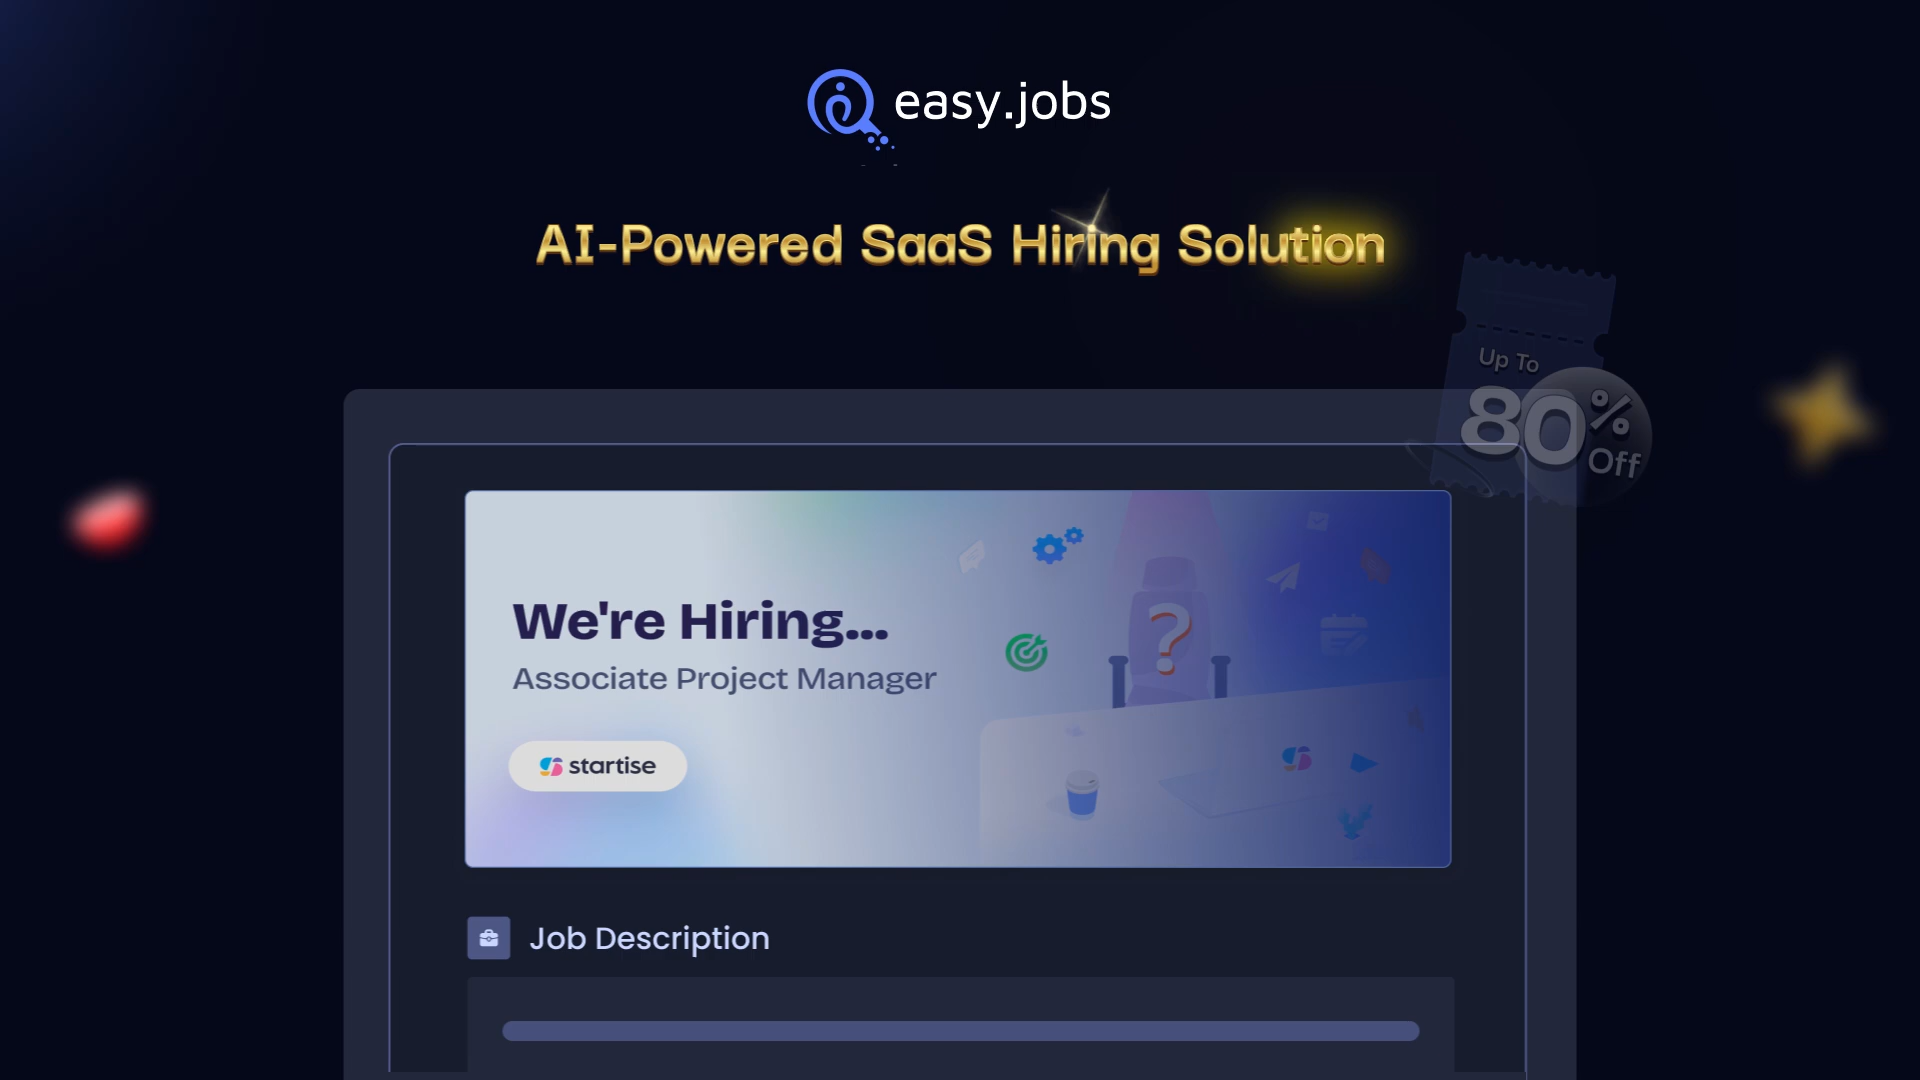 easy.jobs
AI-Powered SaaS Hiring Solution
Up To
80%
Off
We're Hiring...
?
Associate Project Manager
startise
Job Description